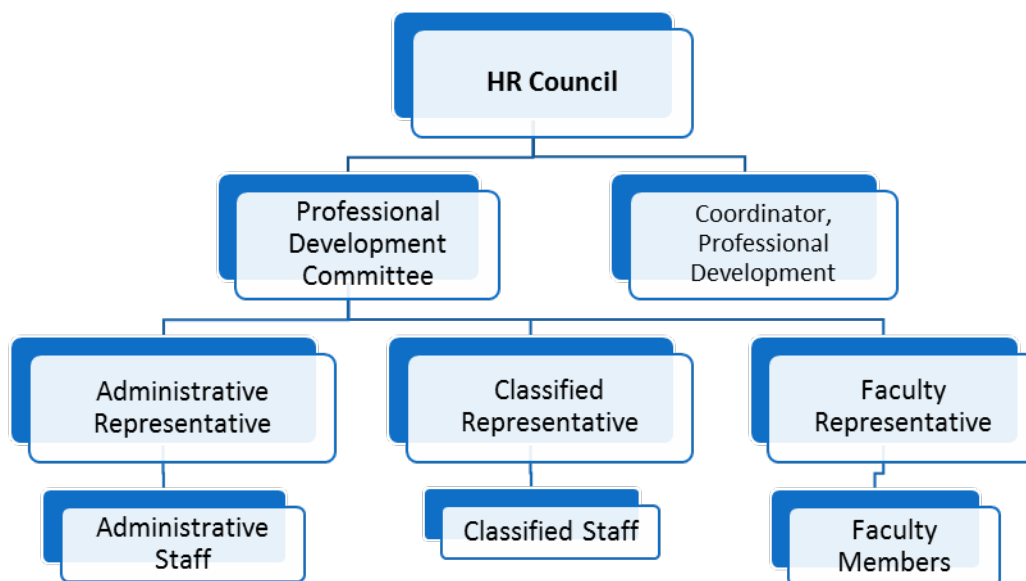 HR Council
Professional
Development
Committee
Coordinator,
Professional
Development
Administrative
Representative
Classified
Representative
Faculty
Representative
Administrative
Staff
Classified Staff
Faculty
Members